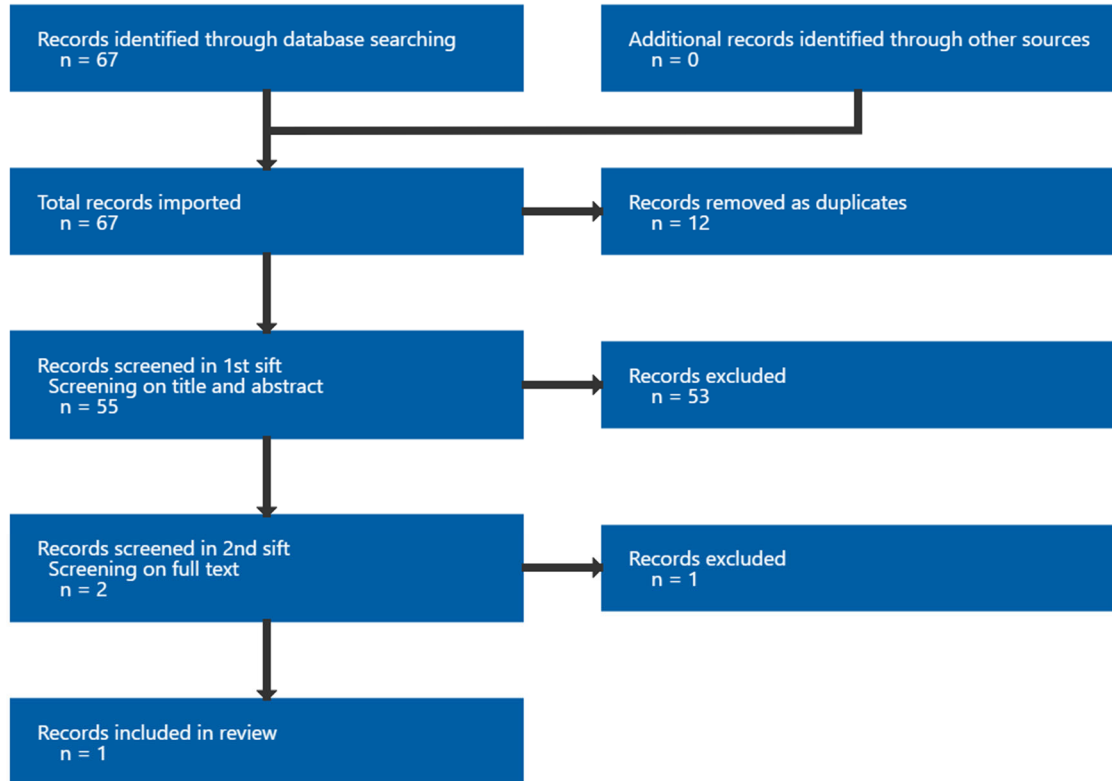 Records identified through database searching
n = 67
Additional records identified through other sources
n = 0
Total records imported
n = 67
Records removed as duplicates
n = 12
Records screened in 1st sift
Screening on title and abstract
n = 55
Records excluded
n = 53
Records screened in 2nd sift
Screening on full text
n = 2
Records excluded
n = 1
Records included in review
n = 1